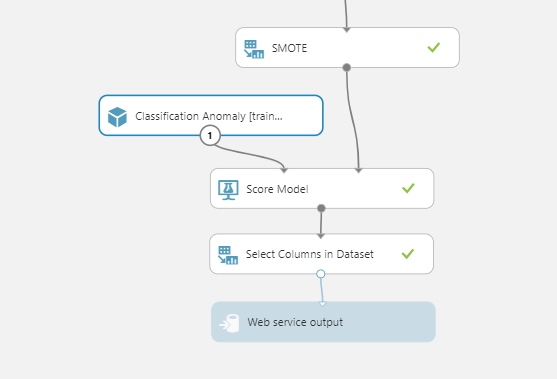 SMOTE
Classification Anomaly [train...
1
Score Model
Select Columns in Dataset
Web service output